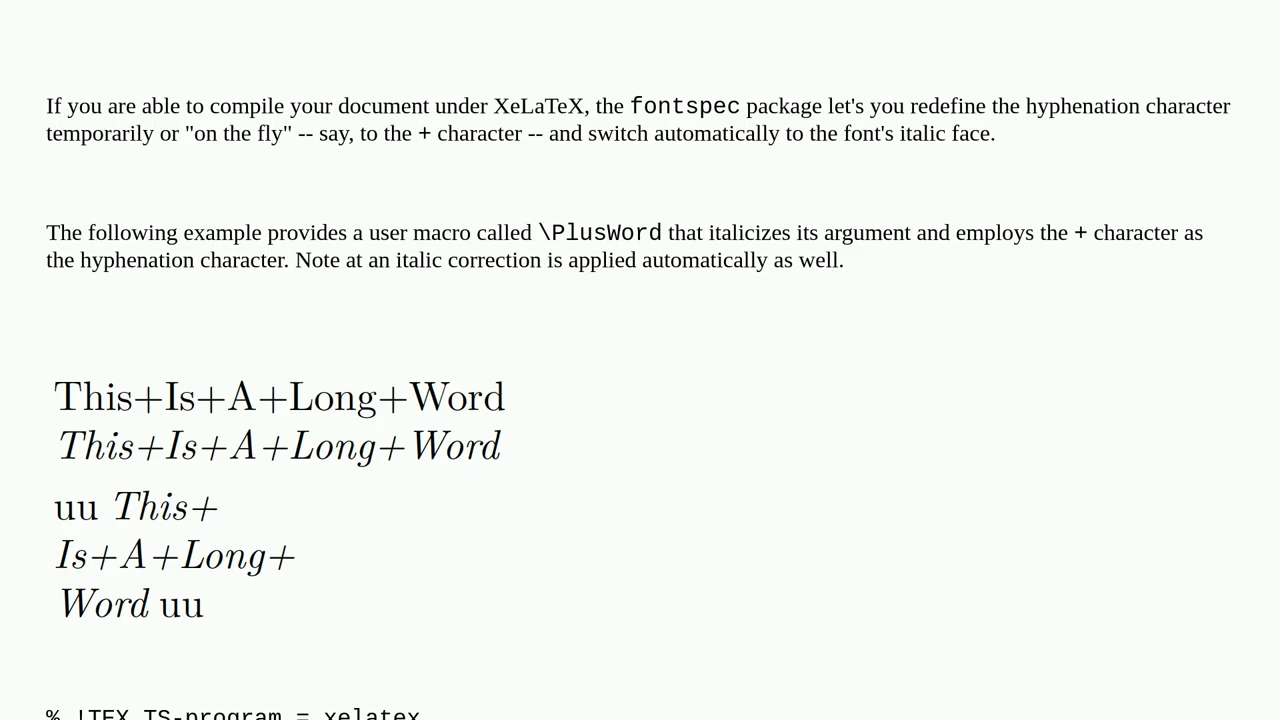 If you are able to compile your document under XeLaTeX, the fontspec package let's you redefine the hyphenation character
temporarily or "on the fly" -- say, to the + character -- and switch automatically to the font's italic face.
The following example provides a user macro called \PlusWord that italicizes its argument and employs the + character as
the hyphenation character. Note at an italic correction is applied automatically as well.
This+Is+A+Long+Word
This+Is+A+Long+Word
uu This+
Is+A+Long+
Word uu
% !TEX TS-program = xelatex